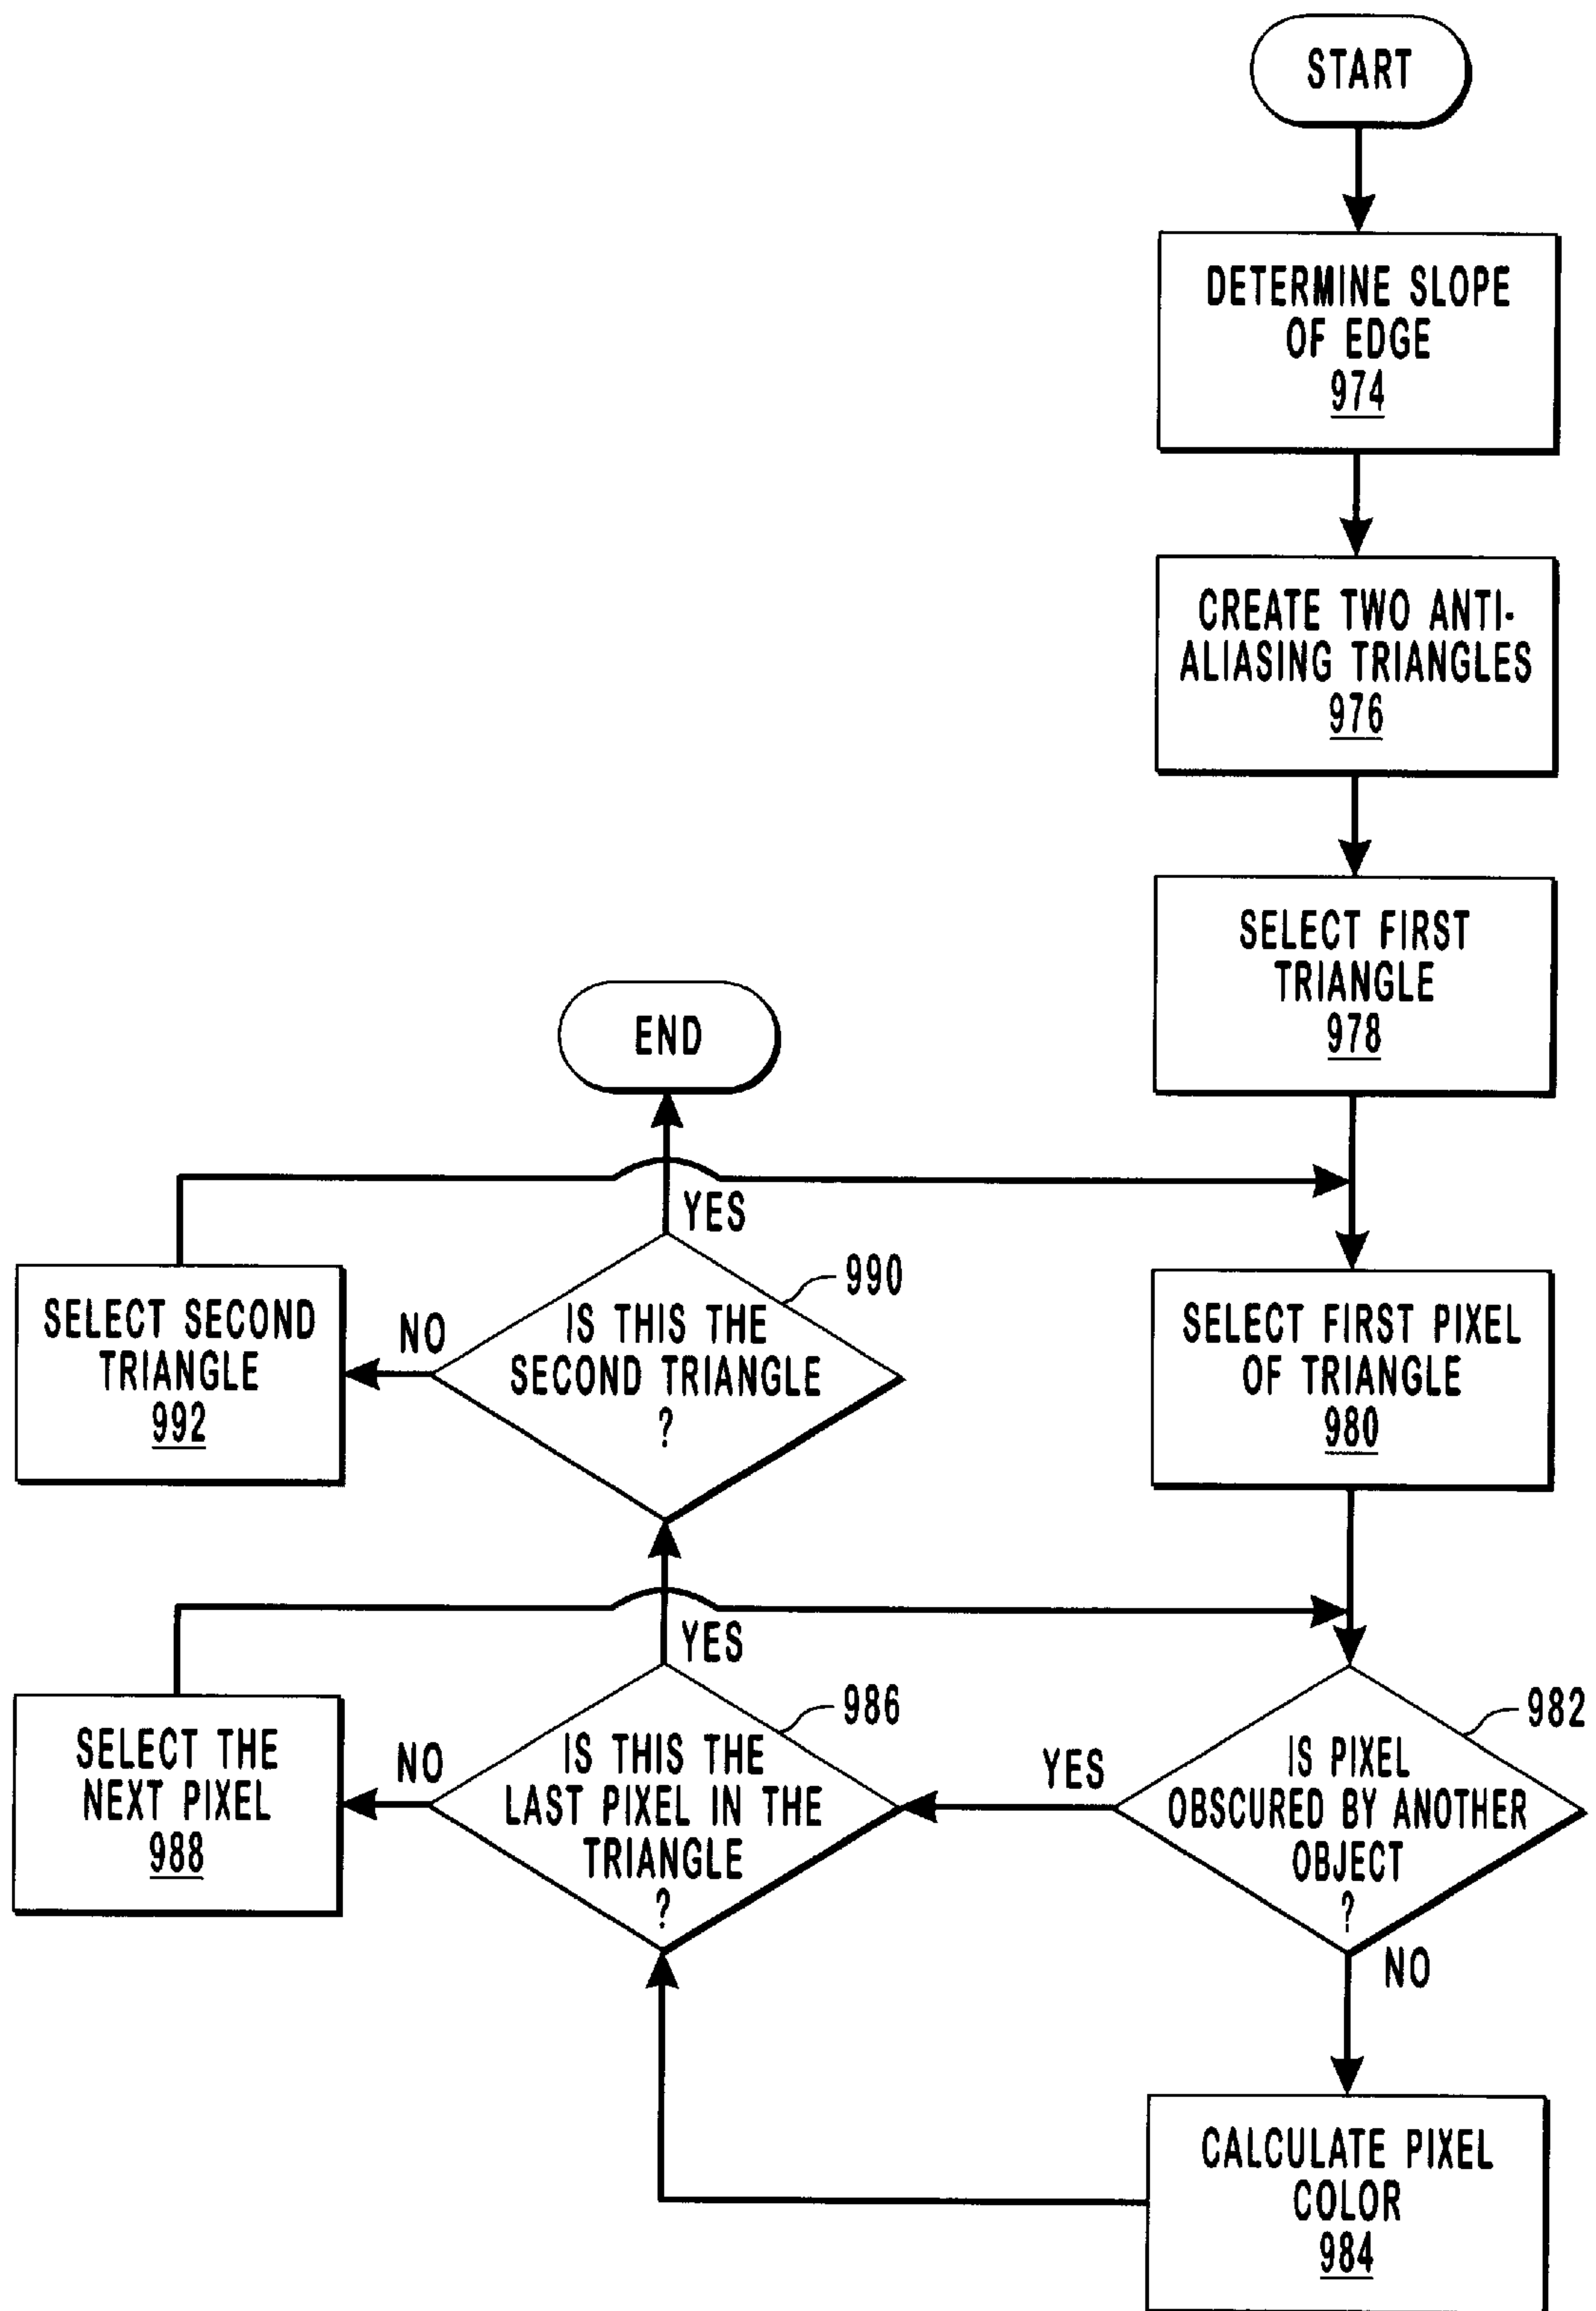 START
DETERMINE SLOPE
OF EDGE
974
CREATE TWO ANTI-
ALIASING TRIANGLES
976
SELECT FIRST
TRIANGLE
978
END
YES
990
SELECT SECOND
TRIANGLE
992
NO
IS THIS THE
SECOND TRIANGLE
?
SELECT FIRST PIXEL
OF TRIANGLE
980
YES
986
982
SELECT THE
NEXT PIXEL
988
NO
IS THIS THE
LAST PIXEL IN THE
TRIANGLE
?
YES
IS PIXEL
OBSCURED BY ANOTHER
OBJECT
?
NO
CALCULATE PIXEL
COLOR
984